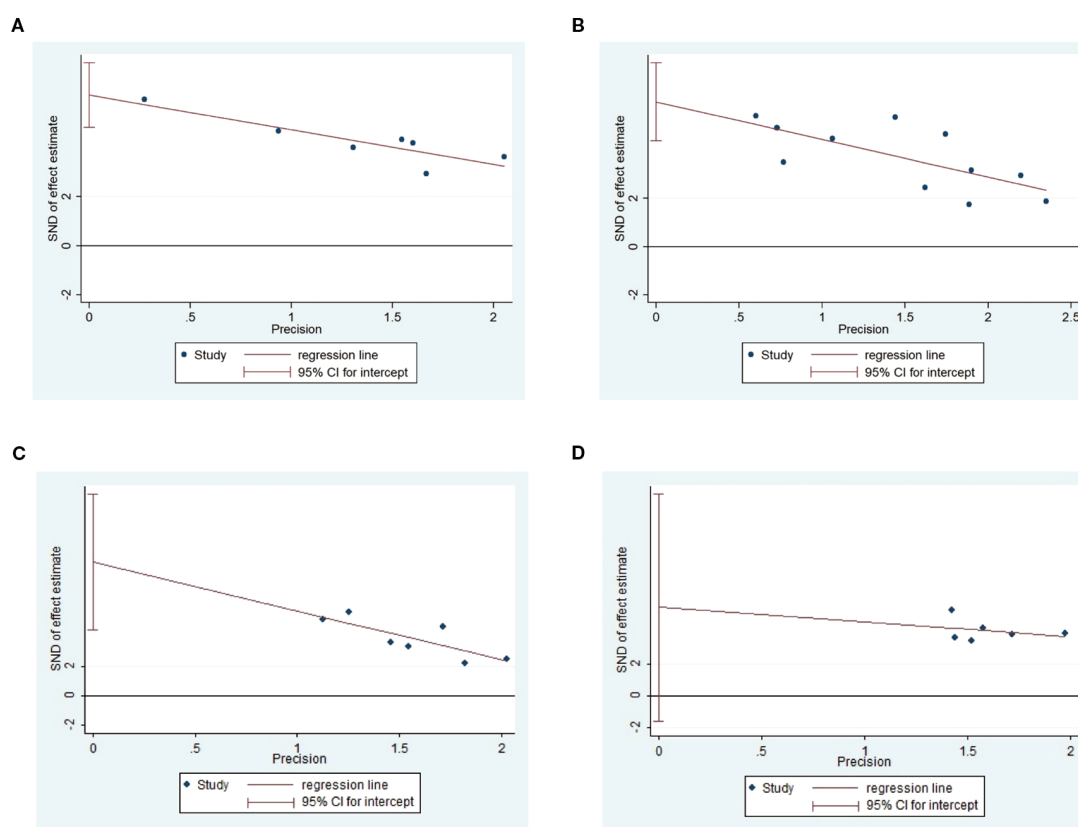 A
SND of effect estimate
2
0
-2
0
.5
1
1.5
2
Precision
Study
regression line
95% CI for intercept
B
SND of effect estimate
2
0
-2
0
.5
1
1.5
2
2.5
Precision
Study
regression line
95% CI for intercept
C
SND of effect estimate
2
0
-2
0
.5
1
1.5
2
Precision
Study
regression line
95% CI for intercept
D
SND of effect estimate
2
0
-2
0
.5
1
1.5
2
Precision
Study
regression line
95% CI for intercept